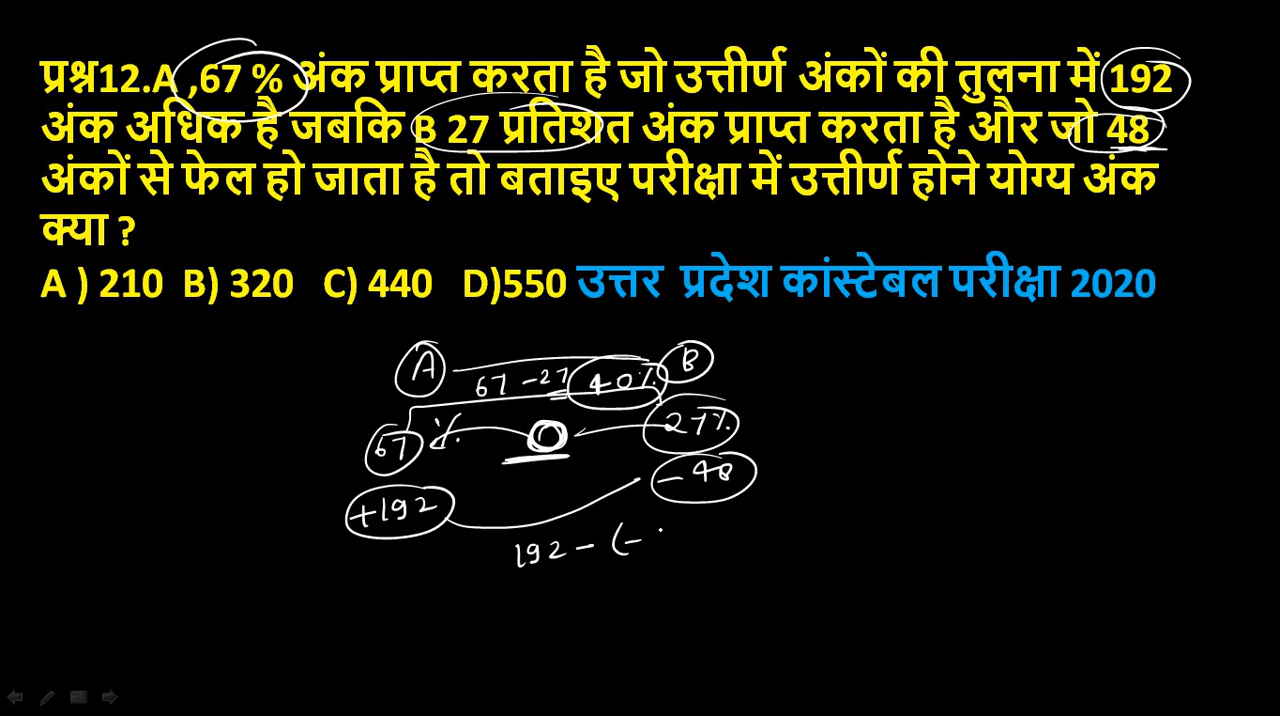 प्रश्न12.A ,67 % अंक प्राप्त करता है जो उत्तीर्ण अंकों की तुलना में 192
अंक अधिक है जबकि B 27 प्रतिशत अंक प्राप्त करता है और जो 48
अंकों से फेल हो जाता है तो बताइए परीक्षा में उत्तीर्ण होने योग्य अंक
क्या ?
A ) 210 B) 320 C) 440 D)550 उत्तर प्रदेश कांस्टेबल परीक्षा 2020
A B
67 -27 40%
67 % 27%
+192 - 48
192 - (-